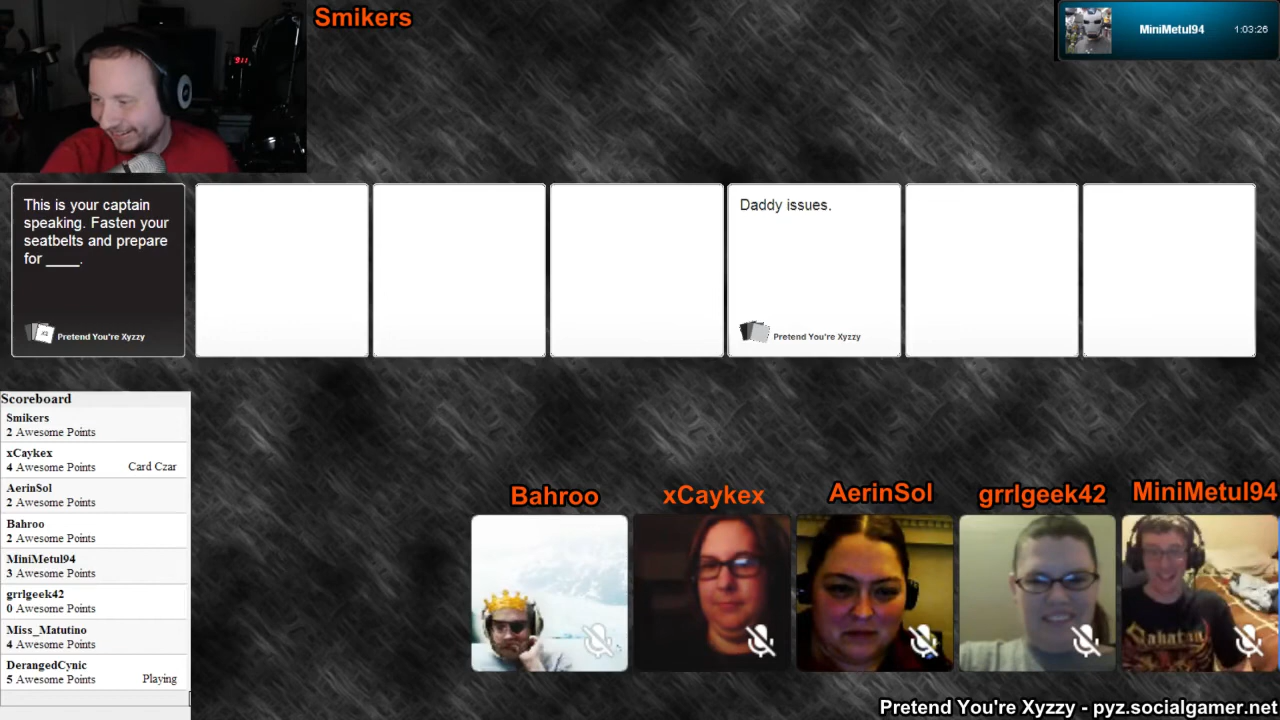 Smikers
MiniMetul94 1:03:26
911
This is your captain
speaking. Fasten your
seatbelts and prepare
for ____.
Pretend You're Xyzzy
Daddy issues.
Pretend You're Xyzzy
Scoreboard
Smikers
2 Awesome Points
xCaykex
4 Awesome Points Card Czar
AerinSol
2 Awesome Points
Bahroo
2 Awesome Points
MiniMetul94
3 Awesome Points
grrlgeek42
0 Awesome Points
Miss_Matutino
4 Awesome Points
DerangedCynic
5 Awesome Points Playing
Bahroo
xCaykex
AerinSol
grrlgeek42
MiniMetul94
Sabaton
Pretend You're Xyzzy - pyz.socialgamer.net